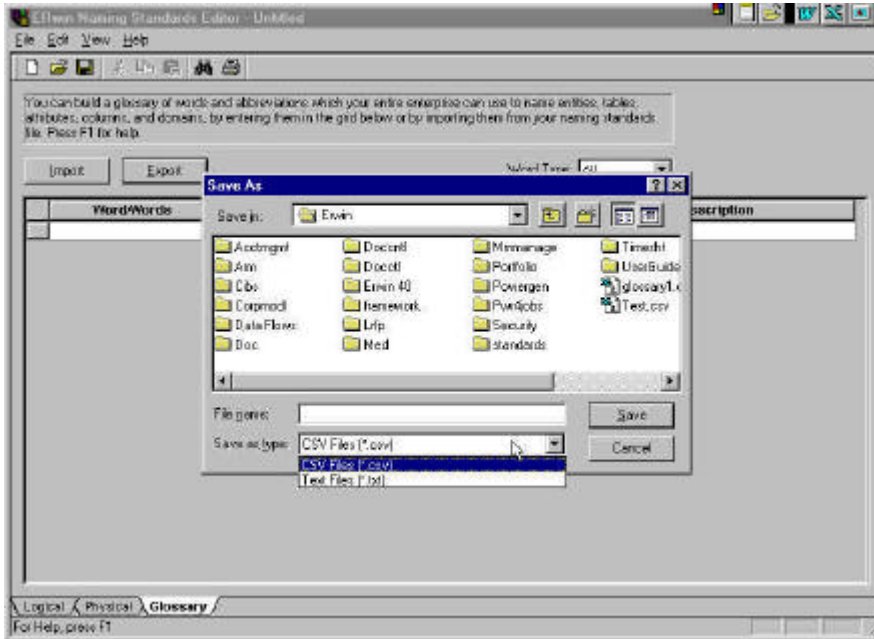 ERwin Naming Standards Editor - Untitled
File Edit View Help
You can build a glossary of words and abbreviations which your entire enterprise can use to name entities, tables,
attributes, columns, and domains, by entering them in the grid below or by importing them from your naming standards
file. Press F1 for help.
Import Export Word Type: All
Save As
Word/Words scription
Save in: Erwin
Acctmgmt Doccntl Mmmanage Timesht
Arm Docctl Portfolio UserGuide
Cibs Erwin 40 Powergen glossary1.c
Corpmodl framework Pwr4jobs Test.csv
DataFlows Lrfp Security
Doc Med standards
File name: Save
Save as type: CSV Files (*.csv) Cancel
CSV Files (*.csv)
Text Files (*.txt)
Logical Physical Glossary
For Help, press F1